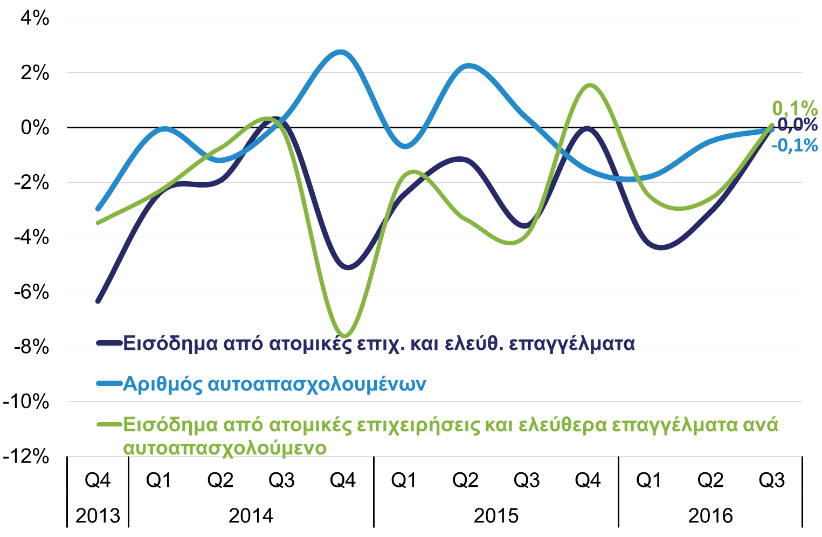 4%
2%
0%
-2%
-4%
-6%
-8%
-10%
-12%
0,1%
0,0%
-0,1%
Εισόδημα από ατομικές επιχ. και ελεύθ. επαγγέλματα
Αριθμός αυτοαπασχολουμένων
Εισόδημα από ατομικές επιχειρήσεις και ελεύθερα επαγγέλματα ανά
αυτοαπασχολούμενο
Q4 Q1 Q2 Q3 Q4 Q1 Q2 Q3 Q4 Q1 Q2 Q3
2013 2014 2015 2016